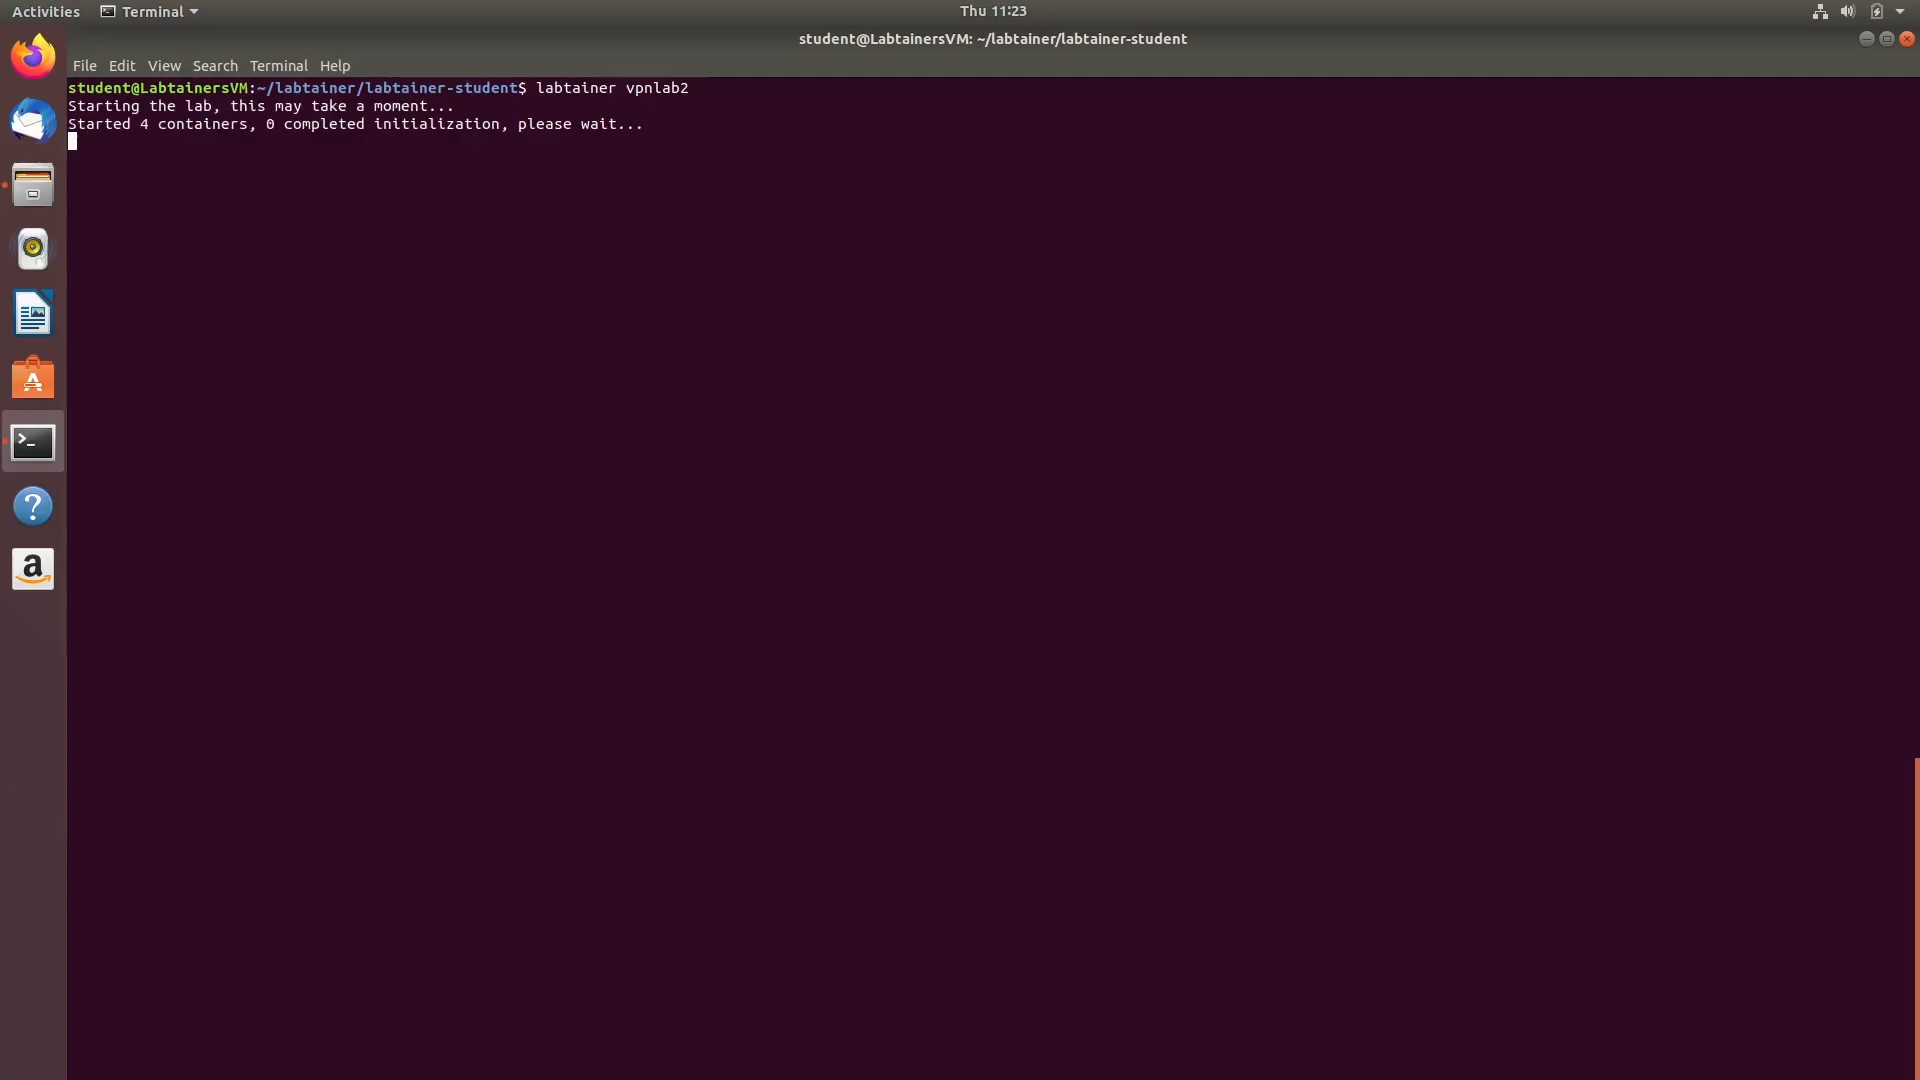 Activities Terminal Thu 11:23
student@LabtainersVM: ~/labtainer/labtainer-student
File Edit View Search Terminal Help
student@LabtainersVM:~/labtainer/labtainer-student$ labtainer vpnlab2
Starting the lab, this may take a moment...
Started 4 containers, 0 completed initialization, please wait...